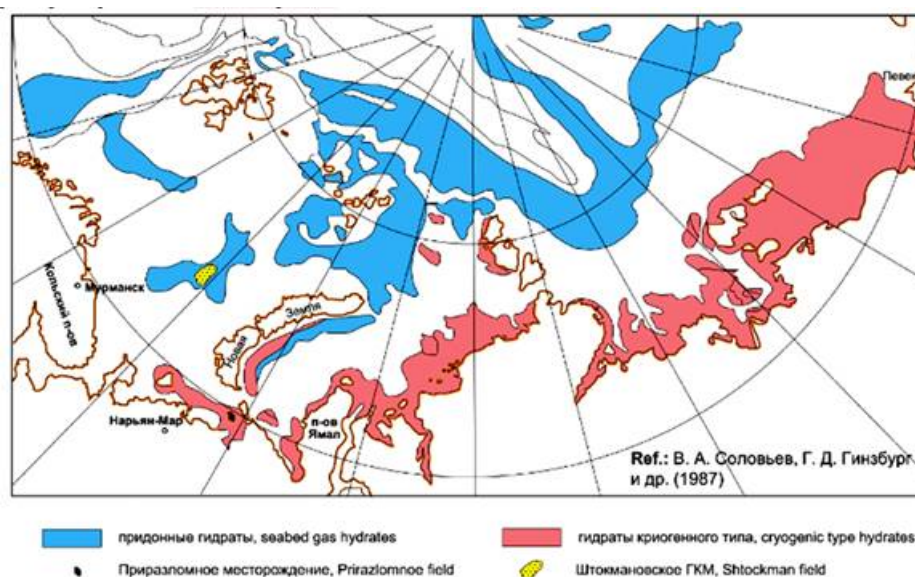 Певек
Кольский п-ов
Мурманск
Новая
Земля
Нарьян-Мар
п-ов
Ямал
Ref.: В. А. Соловьев, Г. Д. Гинзбург
и др. (1987)
придонные гидраты, seabed gas hydrates
гидраты криогенного типа, cryogenic type hydrates
Приразломное месторождение, Prirazlomnoe field
Штокмановское ГКМ, Shtockman field